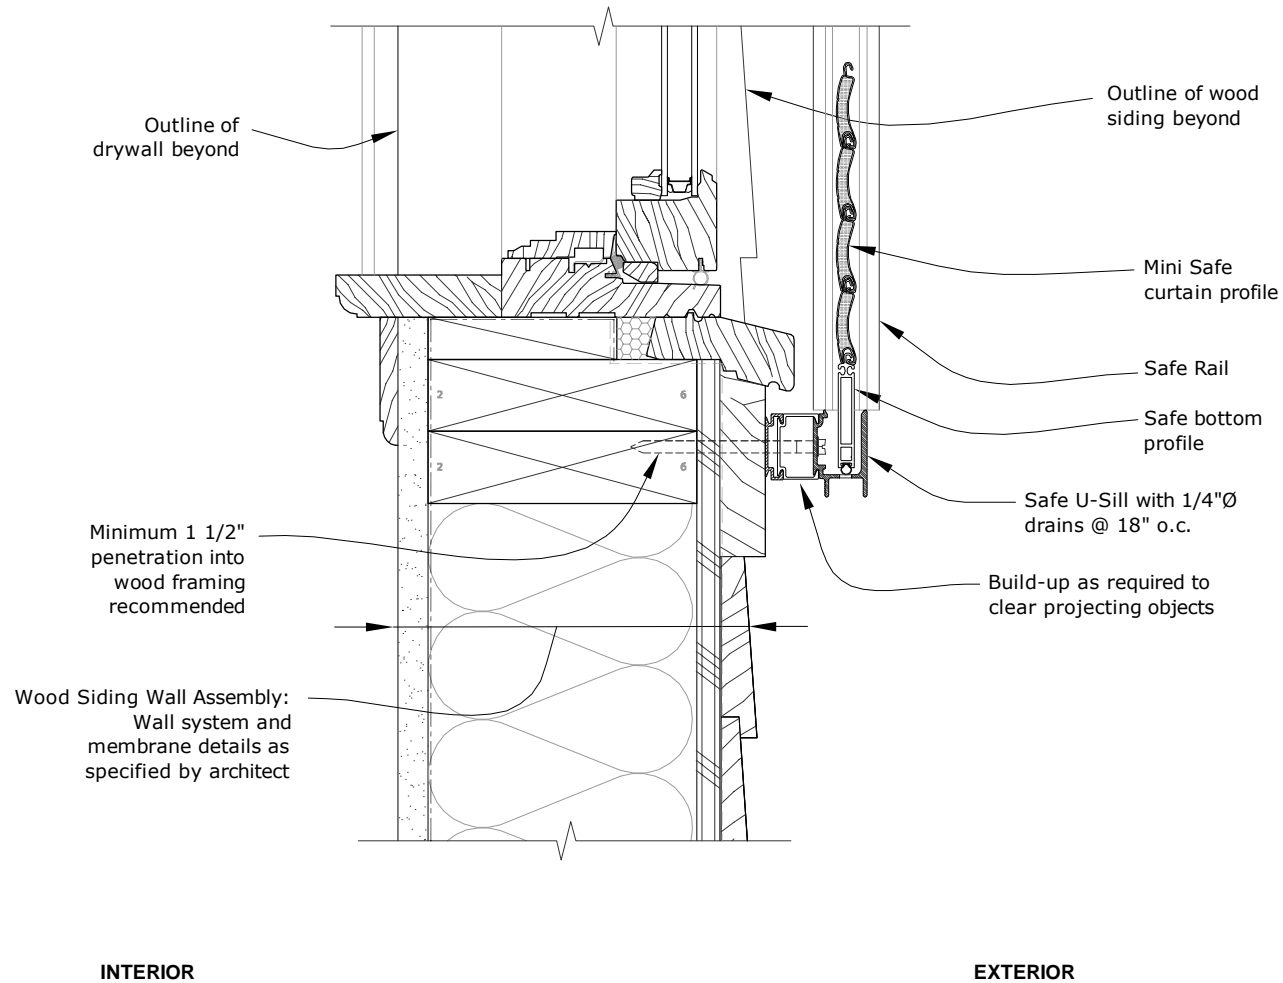 Outline of
drywall beyond
Outline of wood
siding beyond
Mini Safe
curtain profile
Safe Rail
Safe bottom
profile
2
6
2
6
Safe U-Sill with 1/4"Ø
drains @ 18" o.c.
Minimum 1 1/2"
penetration into
wood framing
recommended
Build-up as required to
clear projecting objects
Wood Siding Wall Assembly:
Wall system and
membrane details as
specified by architect
INTERIOR
EXTERIOR